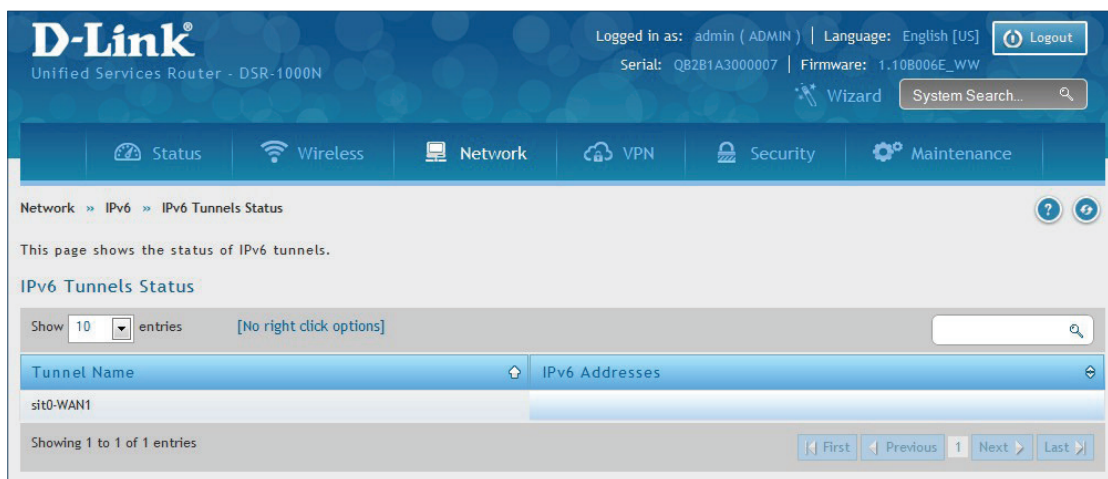 D-Link®
Unified Services Router - DSR-1000N
Logged in as: admin ( ADMIN ) | Language: English [US]
Logout
Serial: QB2B1A3000007 | Firmware: 1.10B006E_WW
Wizard
System Search...
Status Wireless Network VPN Security Maintenance
Network » IPv6 » IPv6 Tunnels Status
?
This page shows the status of IPv6 tunnels.
IPv6 Tunnels Status
Show 10 entries [No right click options]
Tunnel Name IPv6 Addresses
sit0-WAN1
Showing 1 to 1 of 1 entries First Previous 1 Next Last